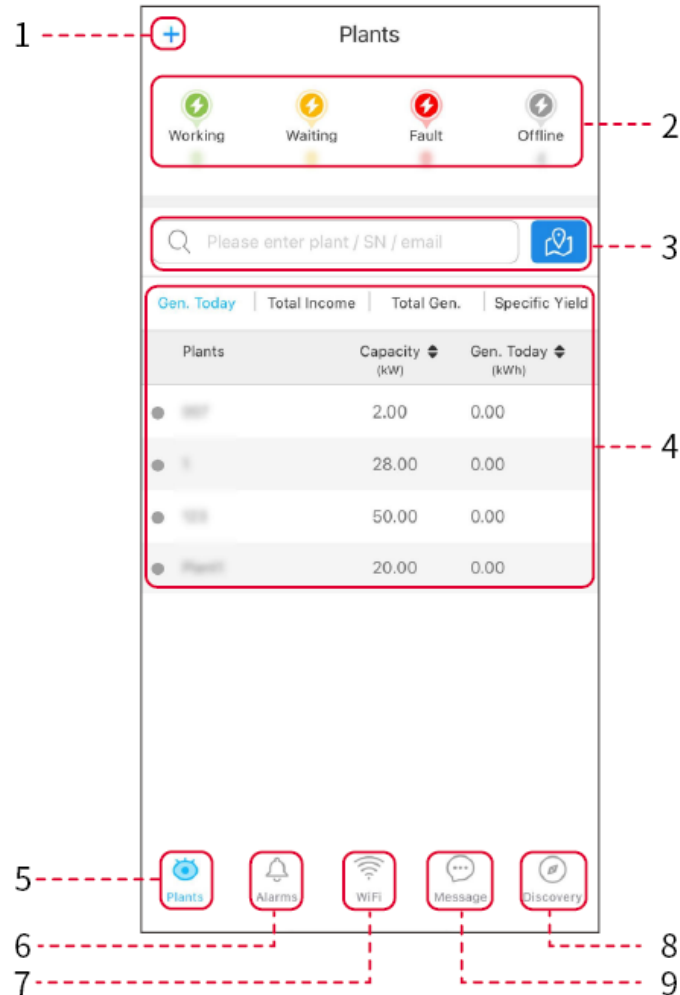 1
+ Plants
Working Waiting Fault Offline
2
Please enter plant / SN / email
3
Gen. Today Total Income Total Gen. Specific Yield
Plants Capacity Gen. Today
(kW) (kWh)
2.00 0.00
4
28.00 0.00
50.00 0.00
20.00 0.00
5
Plants Alarms WiFi Message Discovery
6 8
7 9